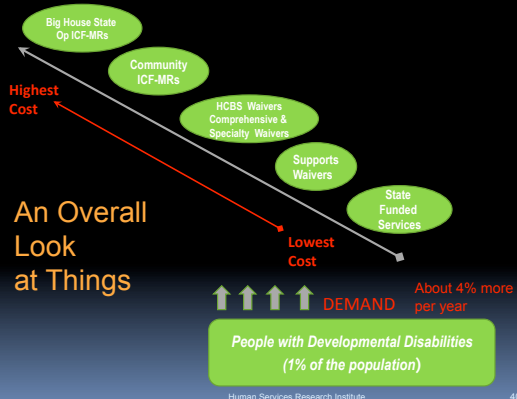 Big House State
Op ICF-MRs
Community
ICF-MRs
Highest
Cost
HCBS Waivers
Comprehensive &
Specialty Waivers
Supports
Waivers
State
Funded
Services
An Overall
Look
at Things
Lowest
Cost
DEMAND
About 4% more
per year
People with Developmental Disabilities
(1% of the population)
Human Services Research Institute